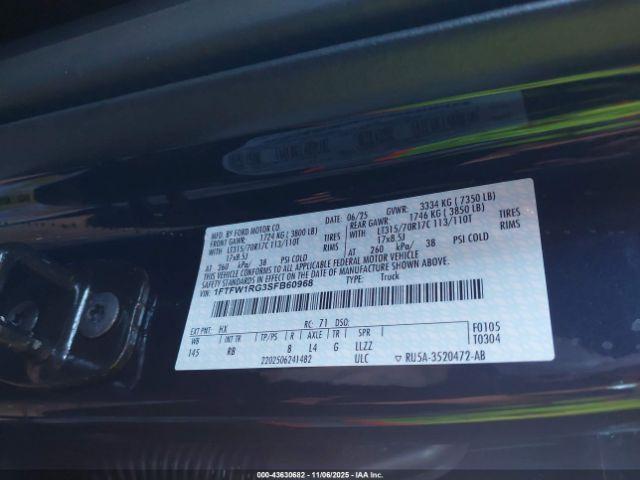 MFD. BY FORD MOTOR CO. DATE: 06/25 GVWR: 3334 KG ( 7350 LB)
FRONT GAWR: 1724 KG ( 3800 LB) REAR GAWR: 1746 KG ( 3850 LB)
WITH LT315/70R17C 113/110T TIRES WITH LT315/70R17C 113/110T TIRES
17x8.5J RIMS 17x8.5J RIMS
AT 260 kPa/ 38 PSI COLD AT 260 kPa/ 38 PSI COLD
THIS VEHICLE CONFORMS TO ALL APPLICABLE FEDERAL MOTOR VEHICLE
SAFETY STANDARDS IN EFFECT ON THE DATE OF
VIN: 1FTFW1RG3SFB60968 TYPE: Truck
EXT PNT: HX RC: 71 DSO: F0105
WB INT TR TP/PS R AXLE TR SPR T0304
145 RB 8 L4 G LLZZ
2202506241482 ULC RU5A-3520472-AB
000-43630682 - 11/06/2025 - IAA Inc.